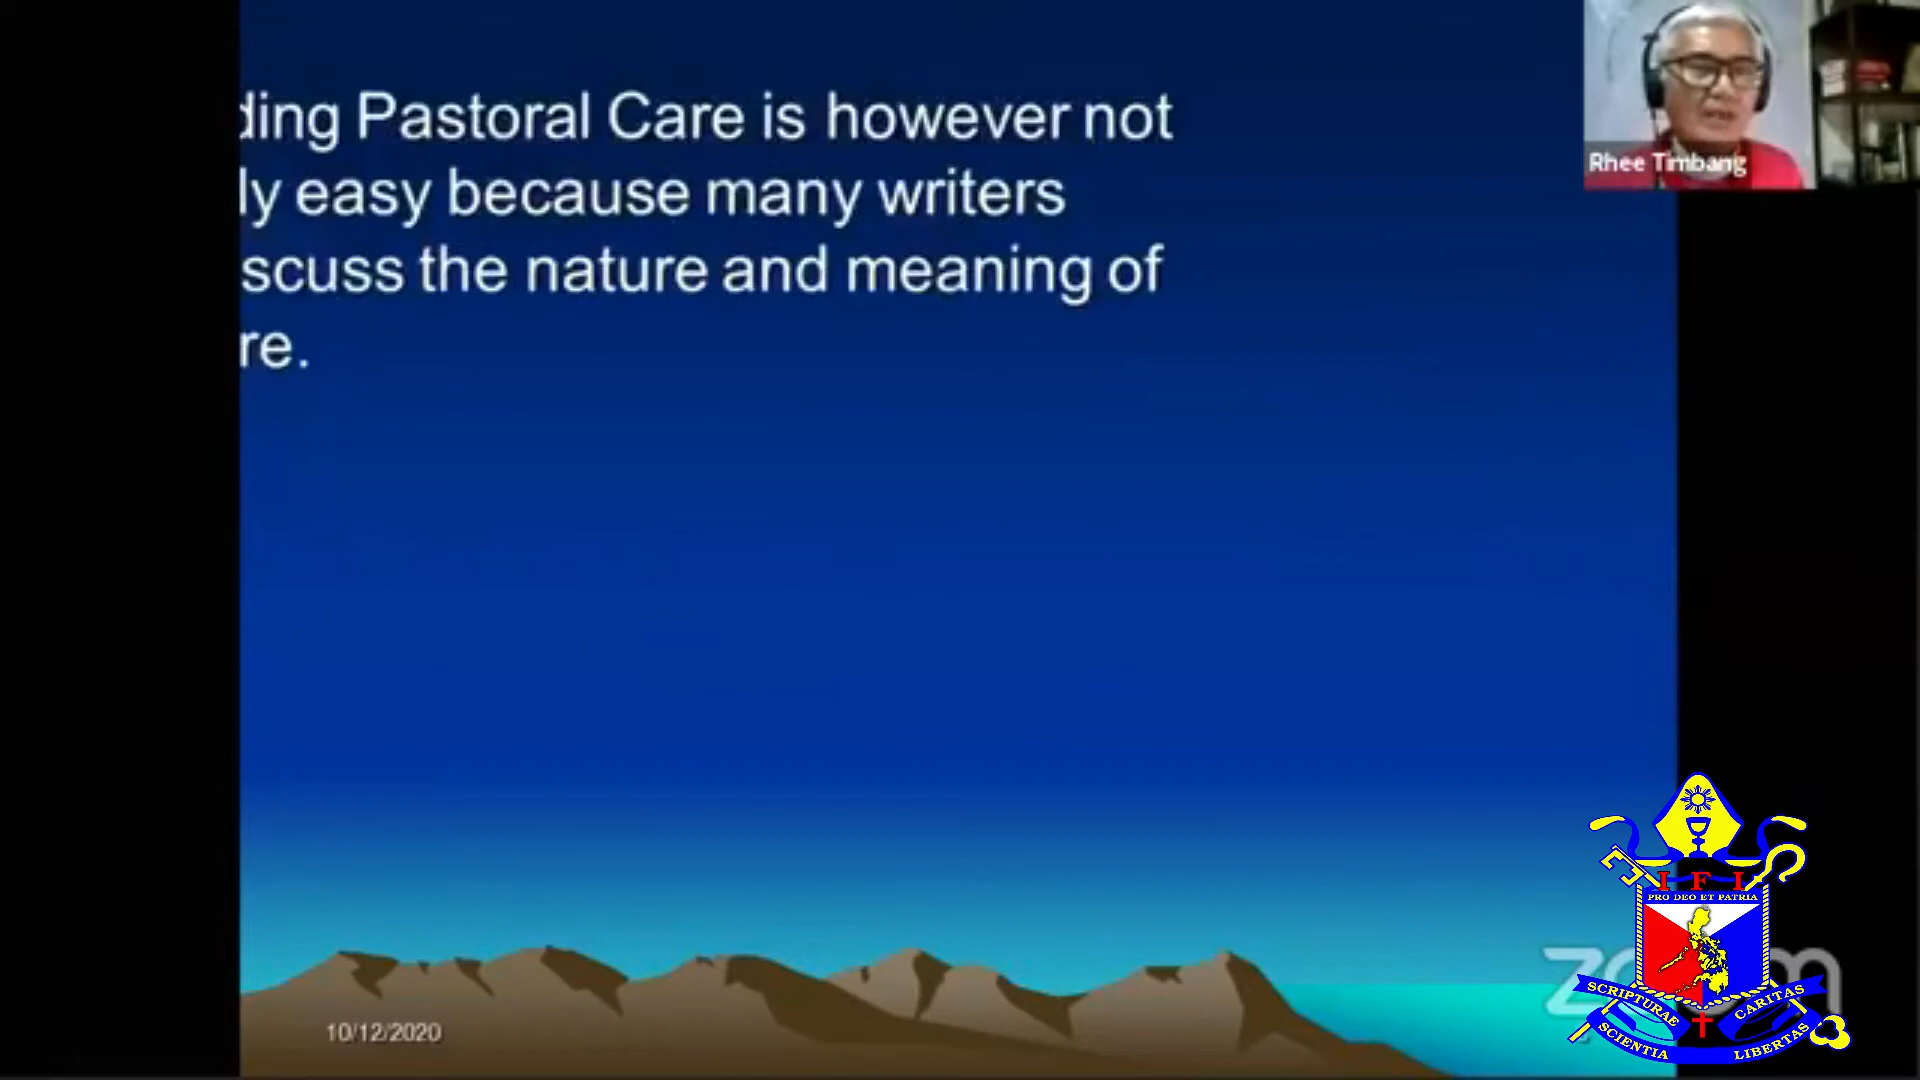 ding Pastoral Care is however not
ly easy because many writers
scuss the nature and meaning of
re.
Rhee Timbang
10/12/2020
zoom
I F I
PRO DEO ET PATRIA
SCRIPTURAE
CARITAS
SCIENTIA
LIBERTAS